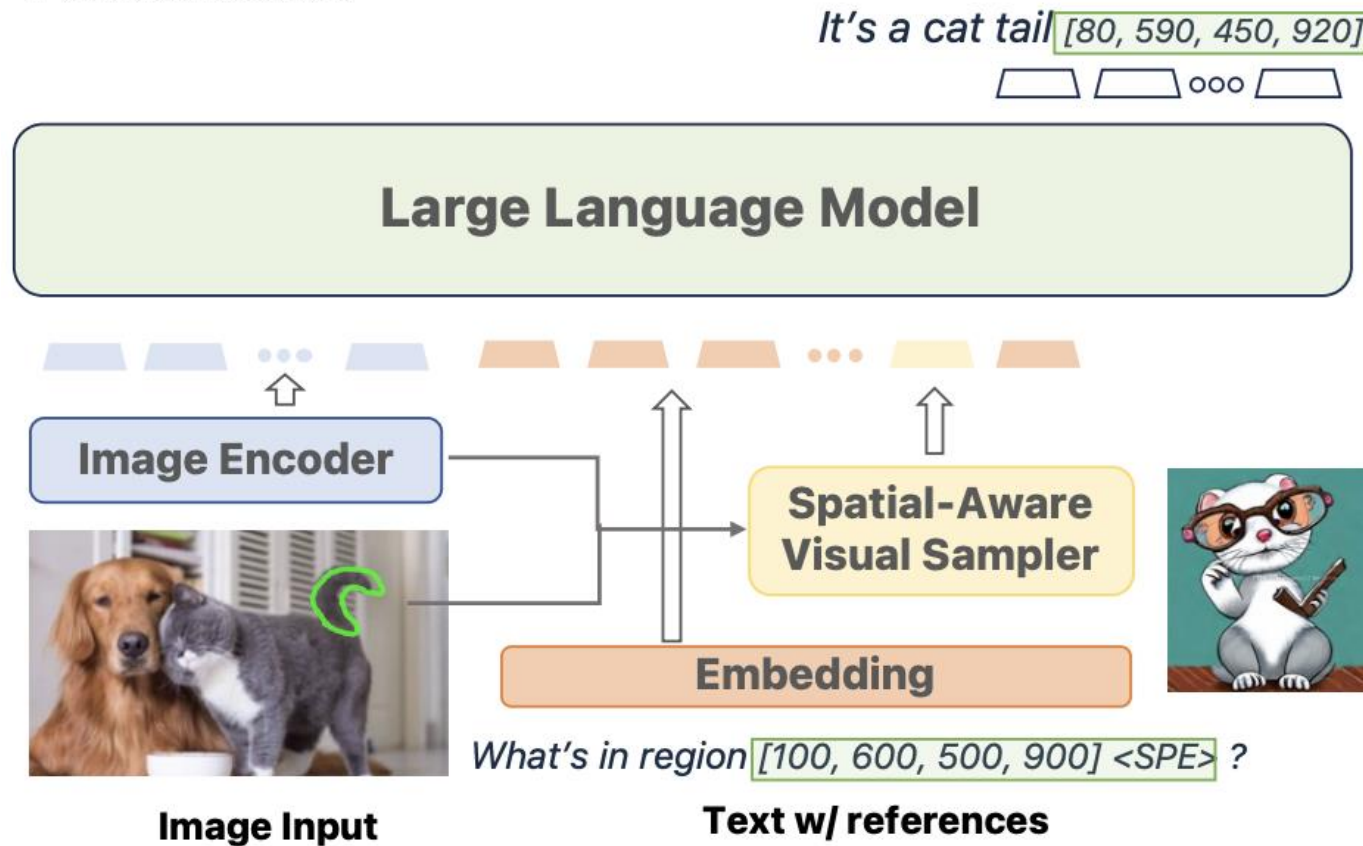 It's a cat tail [80, 590, 450, 920]
Large Language Model
Image Encoder
Spatial-Aware
Visual Sampler
Embedding
What's in region [100, 600, 500, 900] <SPE> ?
Image Input
Text w/ references